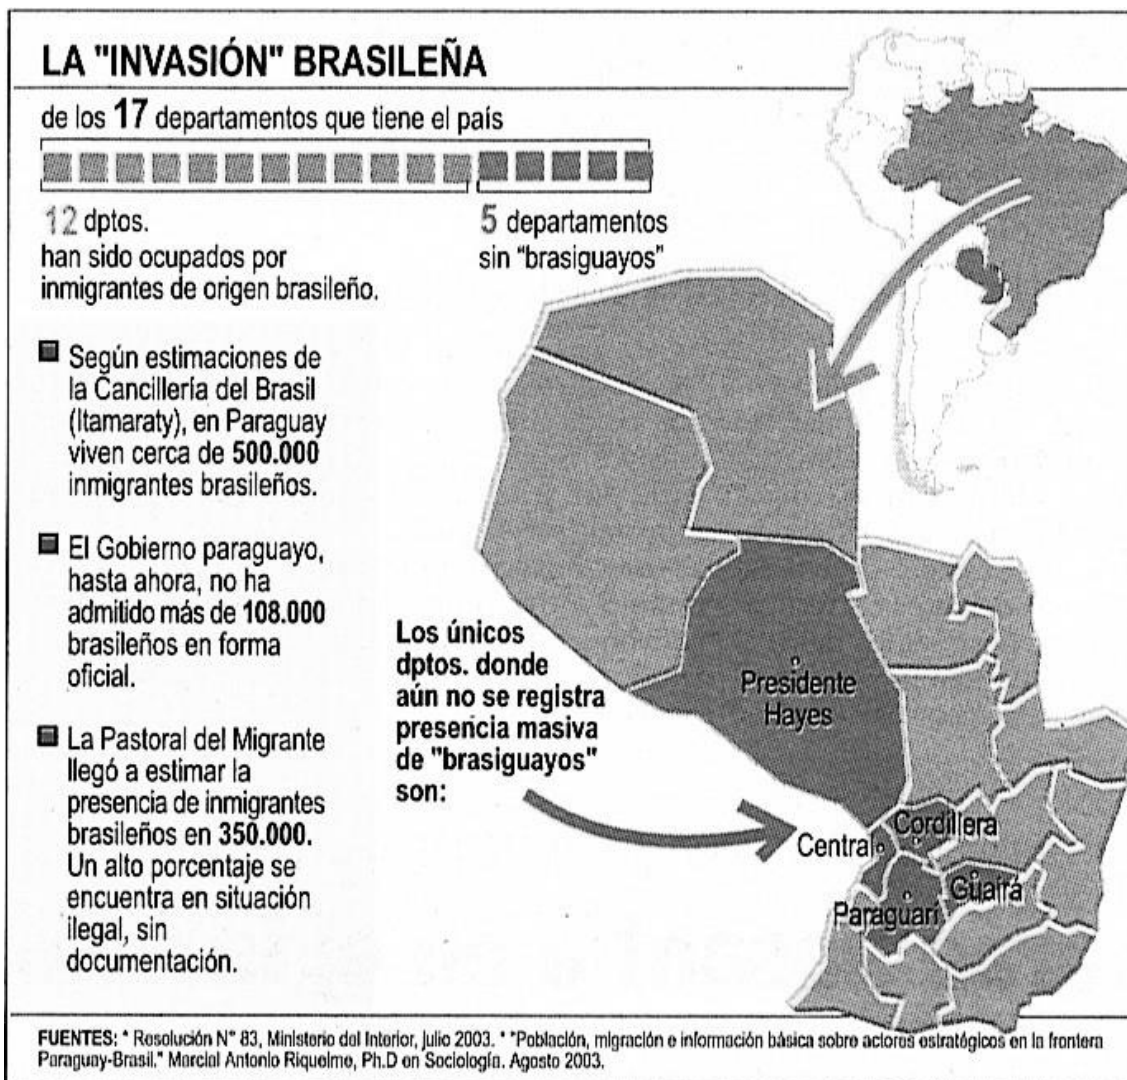 LA "INVASIÓN" BRASILEÑA
de los 17 departamentos que tiene el país
12 dptos.
han sido ocupados por
inmigrantes de origen brasileño.
5 departamentos
sin "brasiguayos"
Según estimaciones de
la Cancillería del Brasil
(Itamaraty), en Paraguay
viven cerca de 500.000
inmigrantes brasileños.
El Gobierno paraguayo,
hasta ahora, no ha
admitido más de 108.000
brasileños en forma
oficial.
La Pastoral del Migrante
llegó a estimar la
presencia de inmigrantes
brasileños en 350.000.
Un alto porcentaje se
encuentra en situación
ilegal, sin
documentación.
Los únicos
dptos. donde
aún no se registra
presencia masiva
de "brasiguayos"
son:
Presidente
Hayes
Cordillera
Central
Guairá
Paraguarí
FUENTES: * Resolución N° 83, Ministerio del Interior, Julio 2003. * "Población, migración e información básica sobre actores estratégicos en la frontera
Paraguay-Brasil." Marcial Antonio Riquelme, Ph.D en Sociología. Agosto 2003.